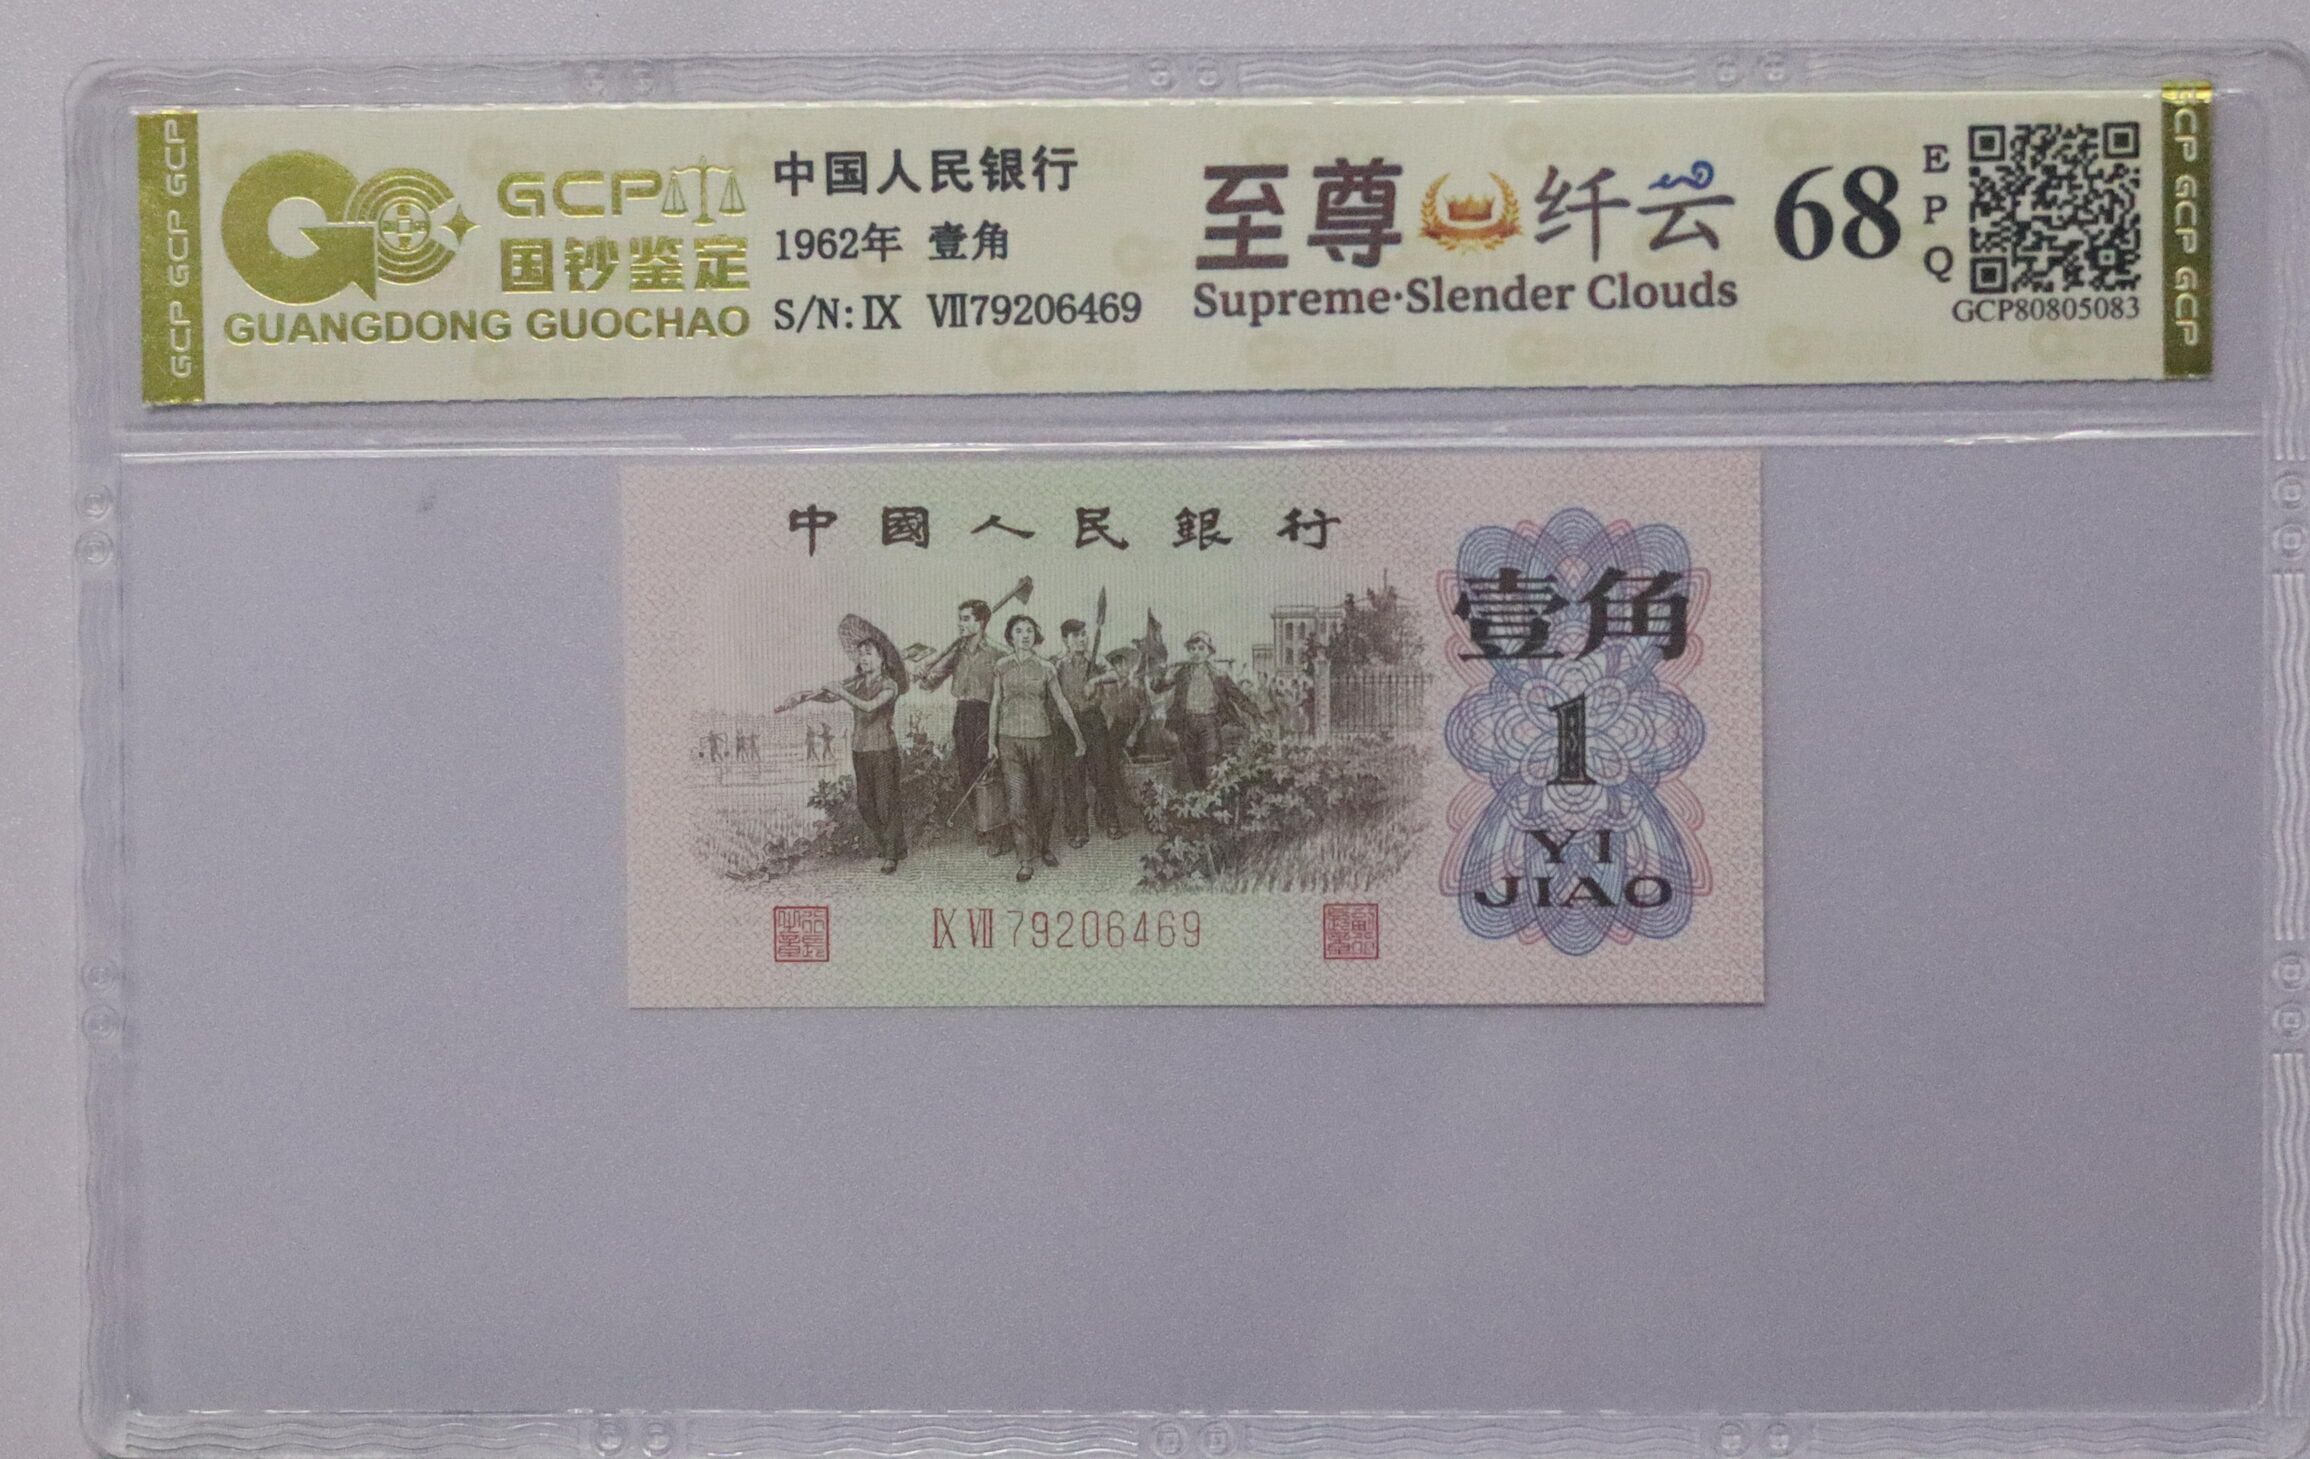 GCP GCP GCP
GCP
国钞鉴定
GUANGDONG GUOCHAO
中国人民银行
1962年 壹角
S/N: Ⅸ Ⅶ79206469
至尊 纤云
Supreme·Slender Clouds
68
E
P
Q
GCP80805083
GCP GCP GCP
中國人民銀行
壹角
1
YI
JIAO
Ⅸ Ⅶ 79206469